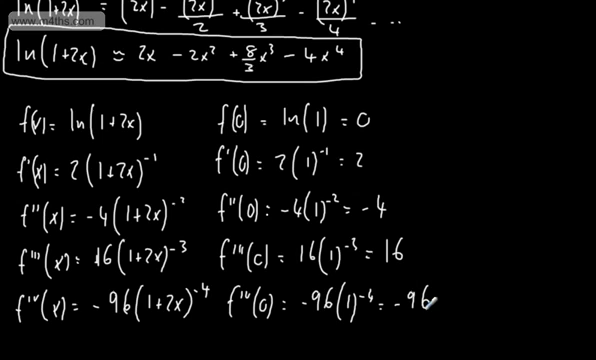 www.m4ths.com
ln(1+2x) = (2x) - (2x)²/2 + (2x)³/3 - (2x)⁴/4 ...
ln(1+2x) ≈ 2x - 2x² + 8/3 x³ - 4x⁴
f(x) = ln(1+2x) f(0) = ln(1) = 0
f'(x) = 2(1+2x)⁻¹ f'(0) = 2(1)⁻¹ = 2
f''(x) = -4(1+2x)⁻² f''(0) = -4(1)⁻² = -4
f'''(x) = 16(1+2x)⁻³ f'''(0) = 16(1)⁻³ = 16
f''''(x) = -96(1+2x)⁻⁴ f''''(0) = -96(1)⁻⁴ = -96